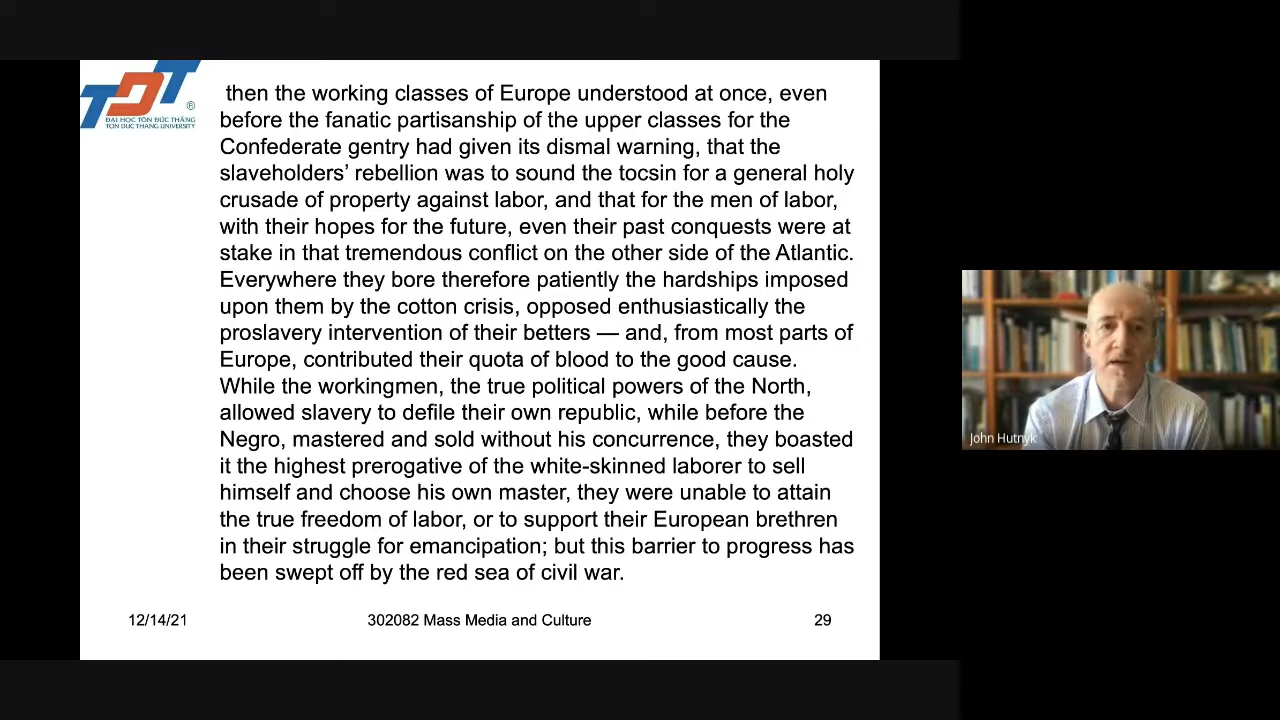 TDT
®
ĐẠI HỌC TÔN ĐỨC THẮNG
TON DUC THANG UNIVERSITY
then the working classes of Europe understood at once, even
before the fanatic partisanship of the upper classes for the
Confederate gentry had given its dismal warning, that the
slaveholders’ rebellion was to sound the tocsin for a general holy
crusade of property against labor, and that for the men of labor,
with their hopes for the future, even their past conquests were at
stake in that tremendous conflict on the other side of the Atlantic.
Everywhere they bore therefore patiently the hardships imposed
upon them by the cotton crisis, opposed enthusiastically the
proslavery intervention of their betters — and, from most parts of
Europe, contributed their quota of blood to the good cause.
While the workingmen, the true political powers of the North,
allowed slavery to defile their own republic, while before the
Negro, mastered and sold without his concurrence, they boasted
it the highest prerogative of the white-skinned laborer to sell
himself and choose his own master, they were unable to attain
the true freedom of labor, or to support their European brethren
in their struggle for emancipation; but this barrier to progress has
been swept off by the red sea of civil war.
12/14/21
302082 Mass Media and Culture
29
John Hutnyk